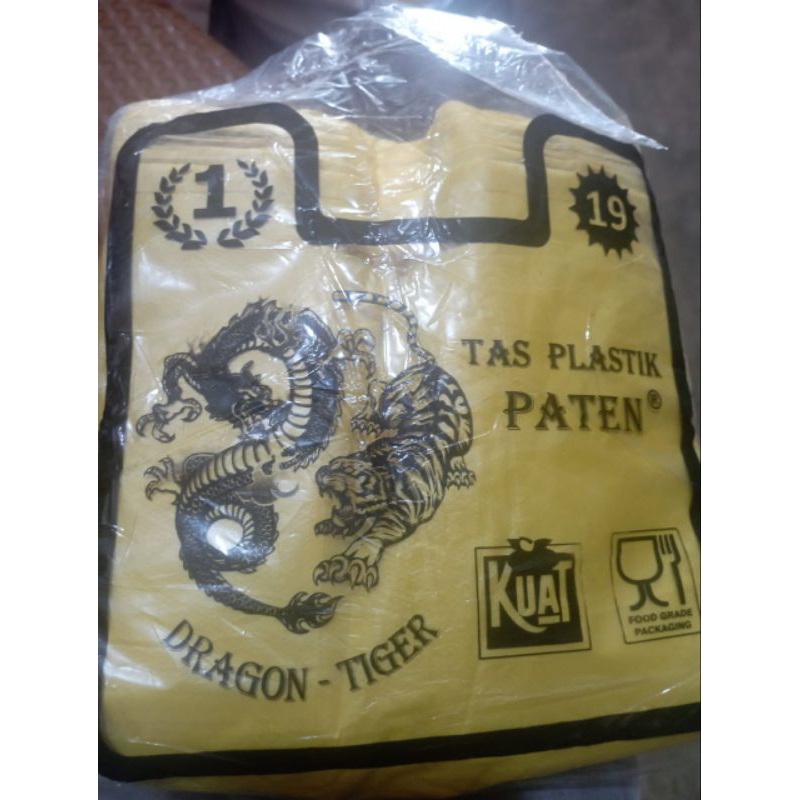 1
19
TAS PLASTIK
PATEN®
DRAGON - TIGER
KUAT
FOOD GRADE
PACKAGING